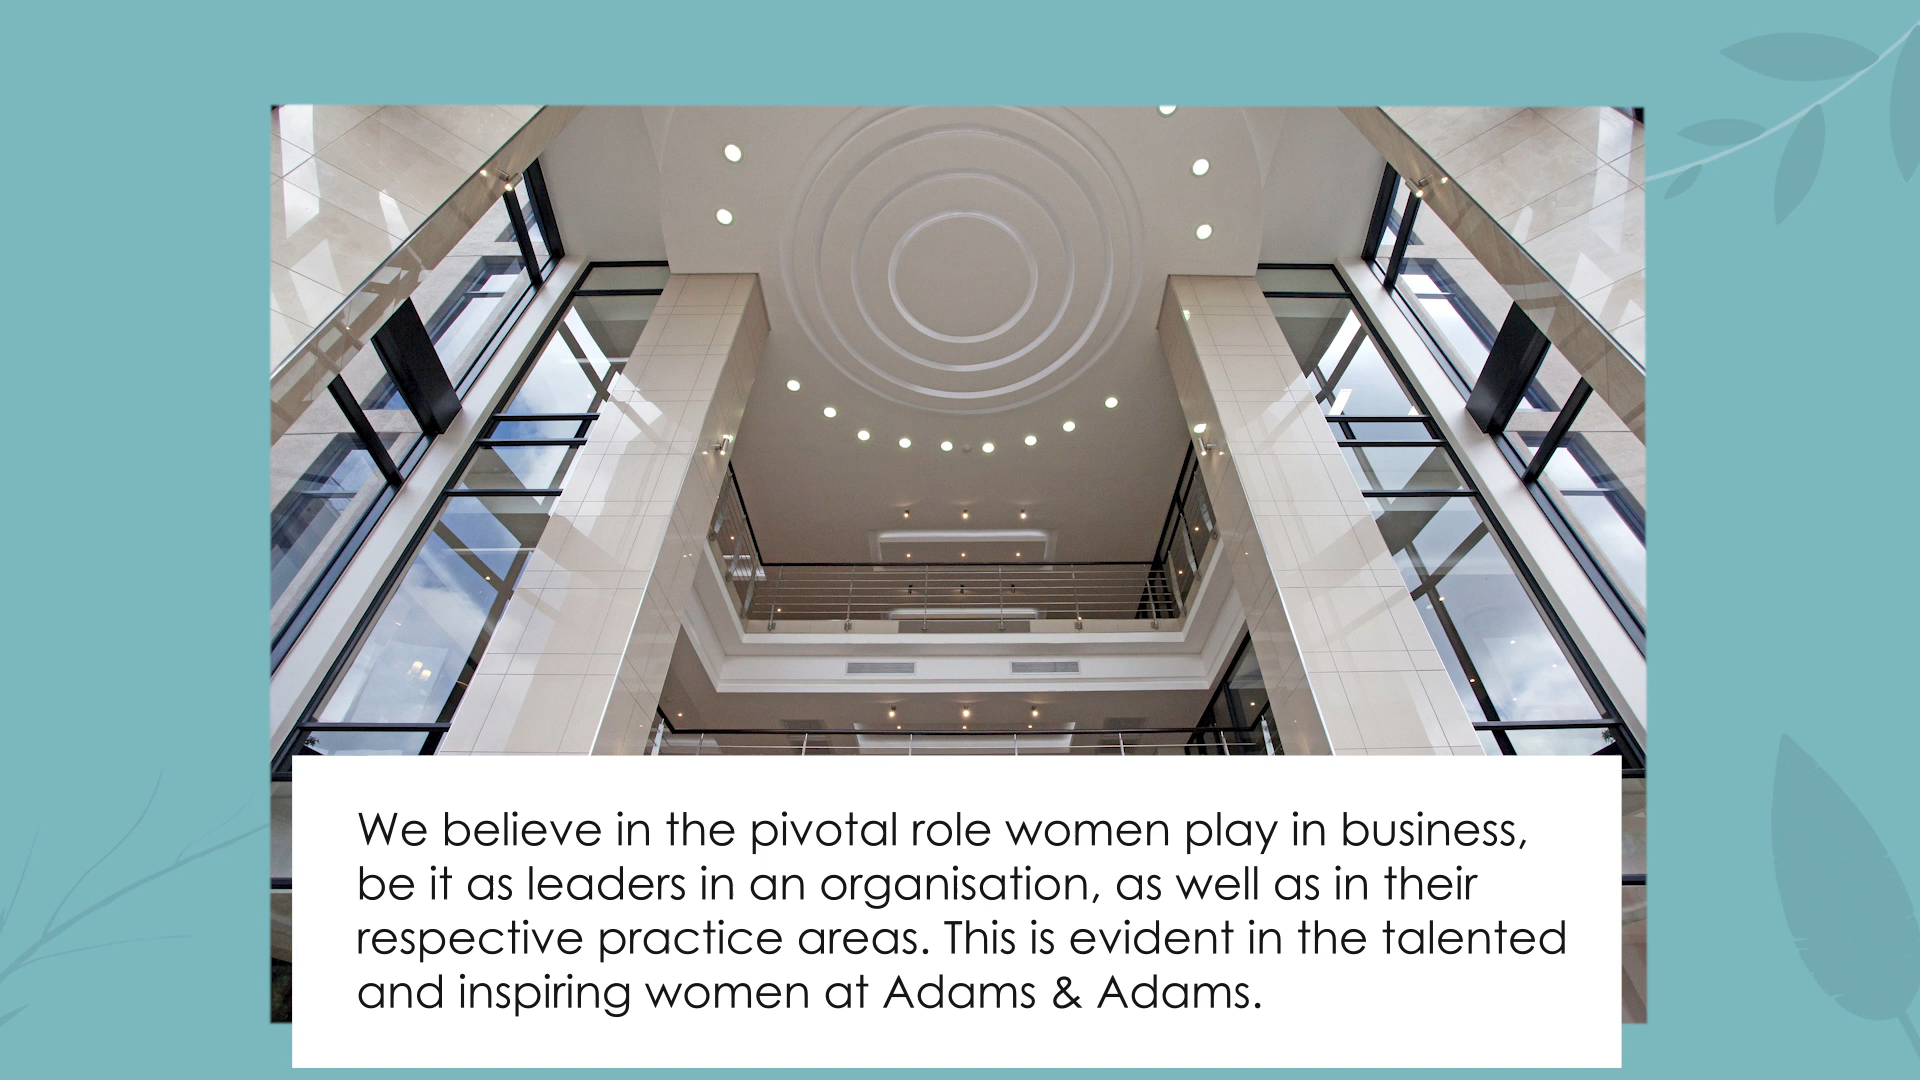 We believe in the pivotal role women play in business,
be it as leaders in an organisation, as well as in their
respective practice areas. This is evident in the talented
and inspiring women at Adams & Adams.